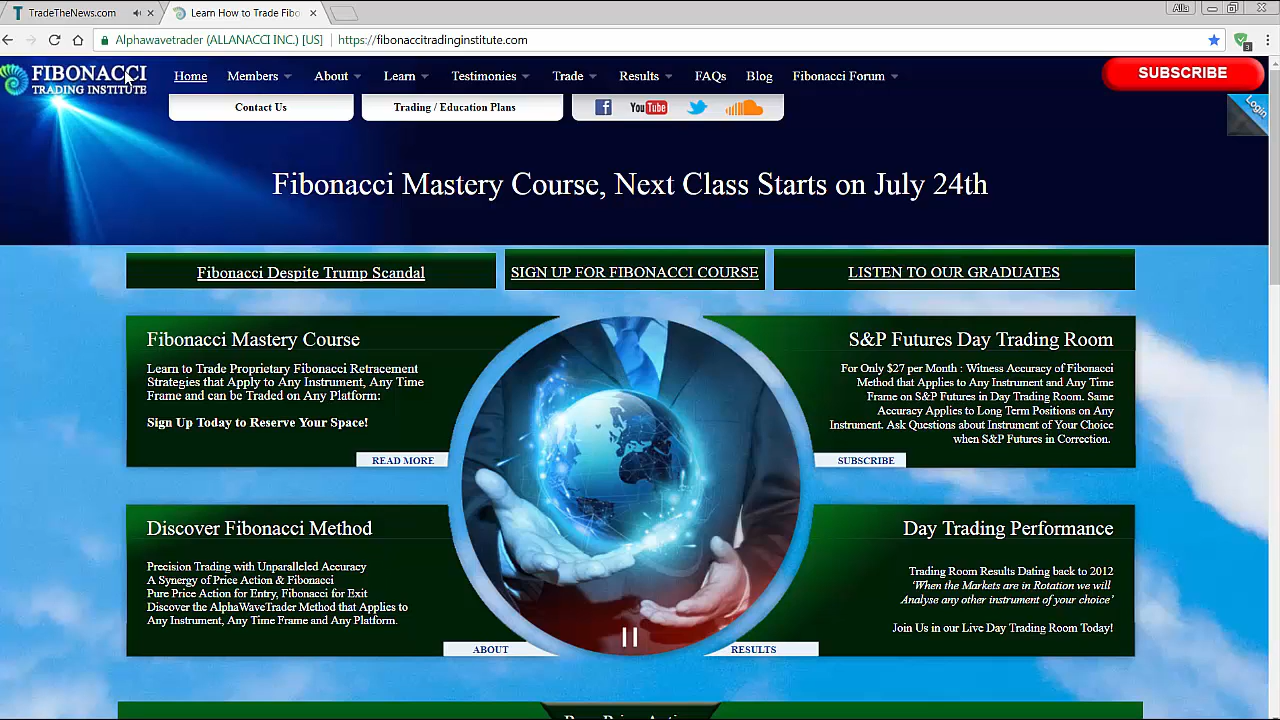 TradeTheNews.com
Learn How to Trade Fibo
Alla
Alphawavetrader (ALLANACCI INC.) [US]
https://fibonaccitradinginstitute.com
3
FIBONACCI
TRADING INSTITUTE
Home
Members
About
Learn
Testimonies
Trade
Results
FAQs
Blog
Fibonacci Forum
SUBSCRIBE
Contact Us
Trading / Education Plans
f
YouTube
Login
Fibonacci Mastery Course, Next Class Starts on July 24th
Fibonacci Despite Trump Scandal
SIGN UP FOR FIBONACCI COURSE
LISTEN TO OUR GRADUATES
Fibonacci Mastery Course
Learn to Trade Proprietary Fibonacci Retracement
Strategies that Apply to Any Instrument, Any Time
Frame and can be Traded on Any Platform:
Sign Up Today to Reserve Your Space!
READ MORE
S&P Futures Day Trading Room
For Only $27 per Month : Witness Accuracy of Fibonacci
Method that Applies to Any Instrument and Any Time
Frame on S&P Futures in Day Trading Room. Same
Accuracy Applies to Long Term Positions on Any
Instrument. Ask Questions about Instrument of Your Choice
when S&P Futures in Correction.
SUBSCRIBE
Discover Fibonacci Method
Precision Trading with Unparalleled Accuracy
A Synergy of Price Action & Fibonacci
Pure Price Action for Entry, Fibonacci for Exit
Discover the AlphaWaveTrader Method that Applies to
Any Instrument, Any Time Frame and Any Platform.
ABOUT
Day Trading Performance
Trading Room Results Dating back to 2012
'When the Markets are in Rotation we will
Analyse any other instrument of your choice'
Join Us in our Live Day Trading Room Today!
RESULTS